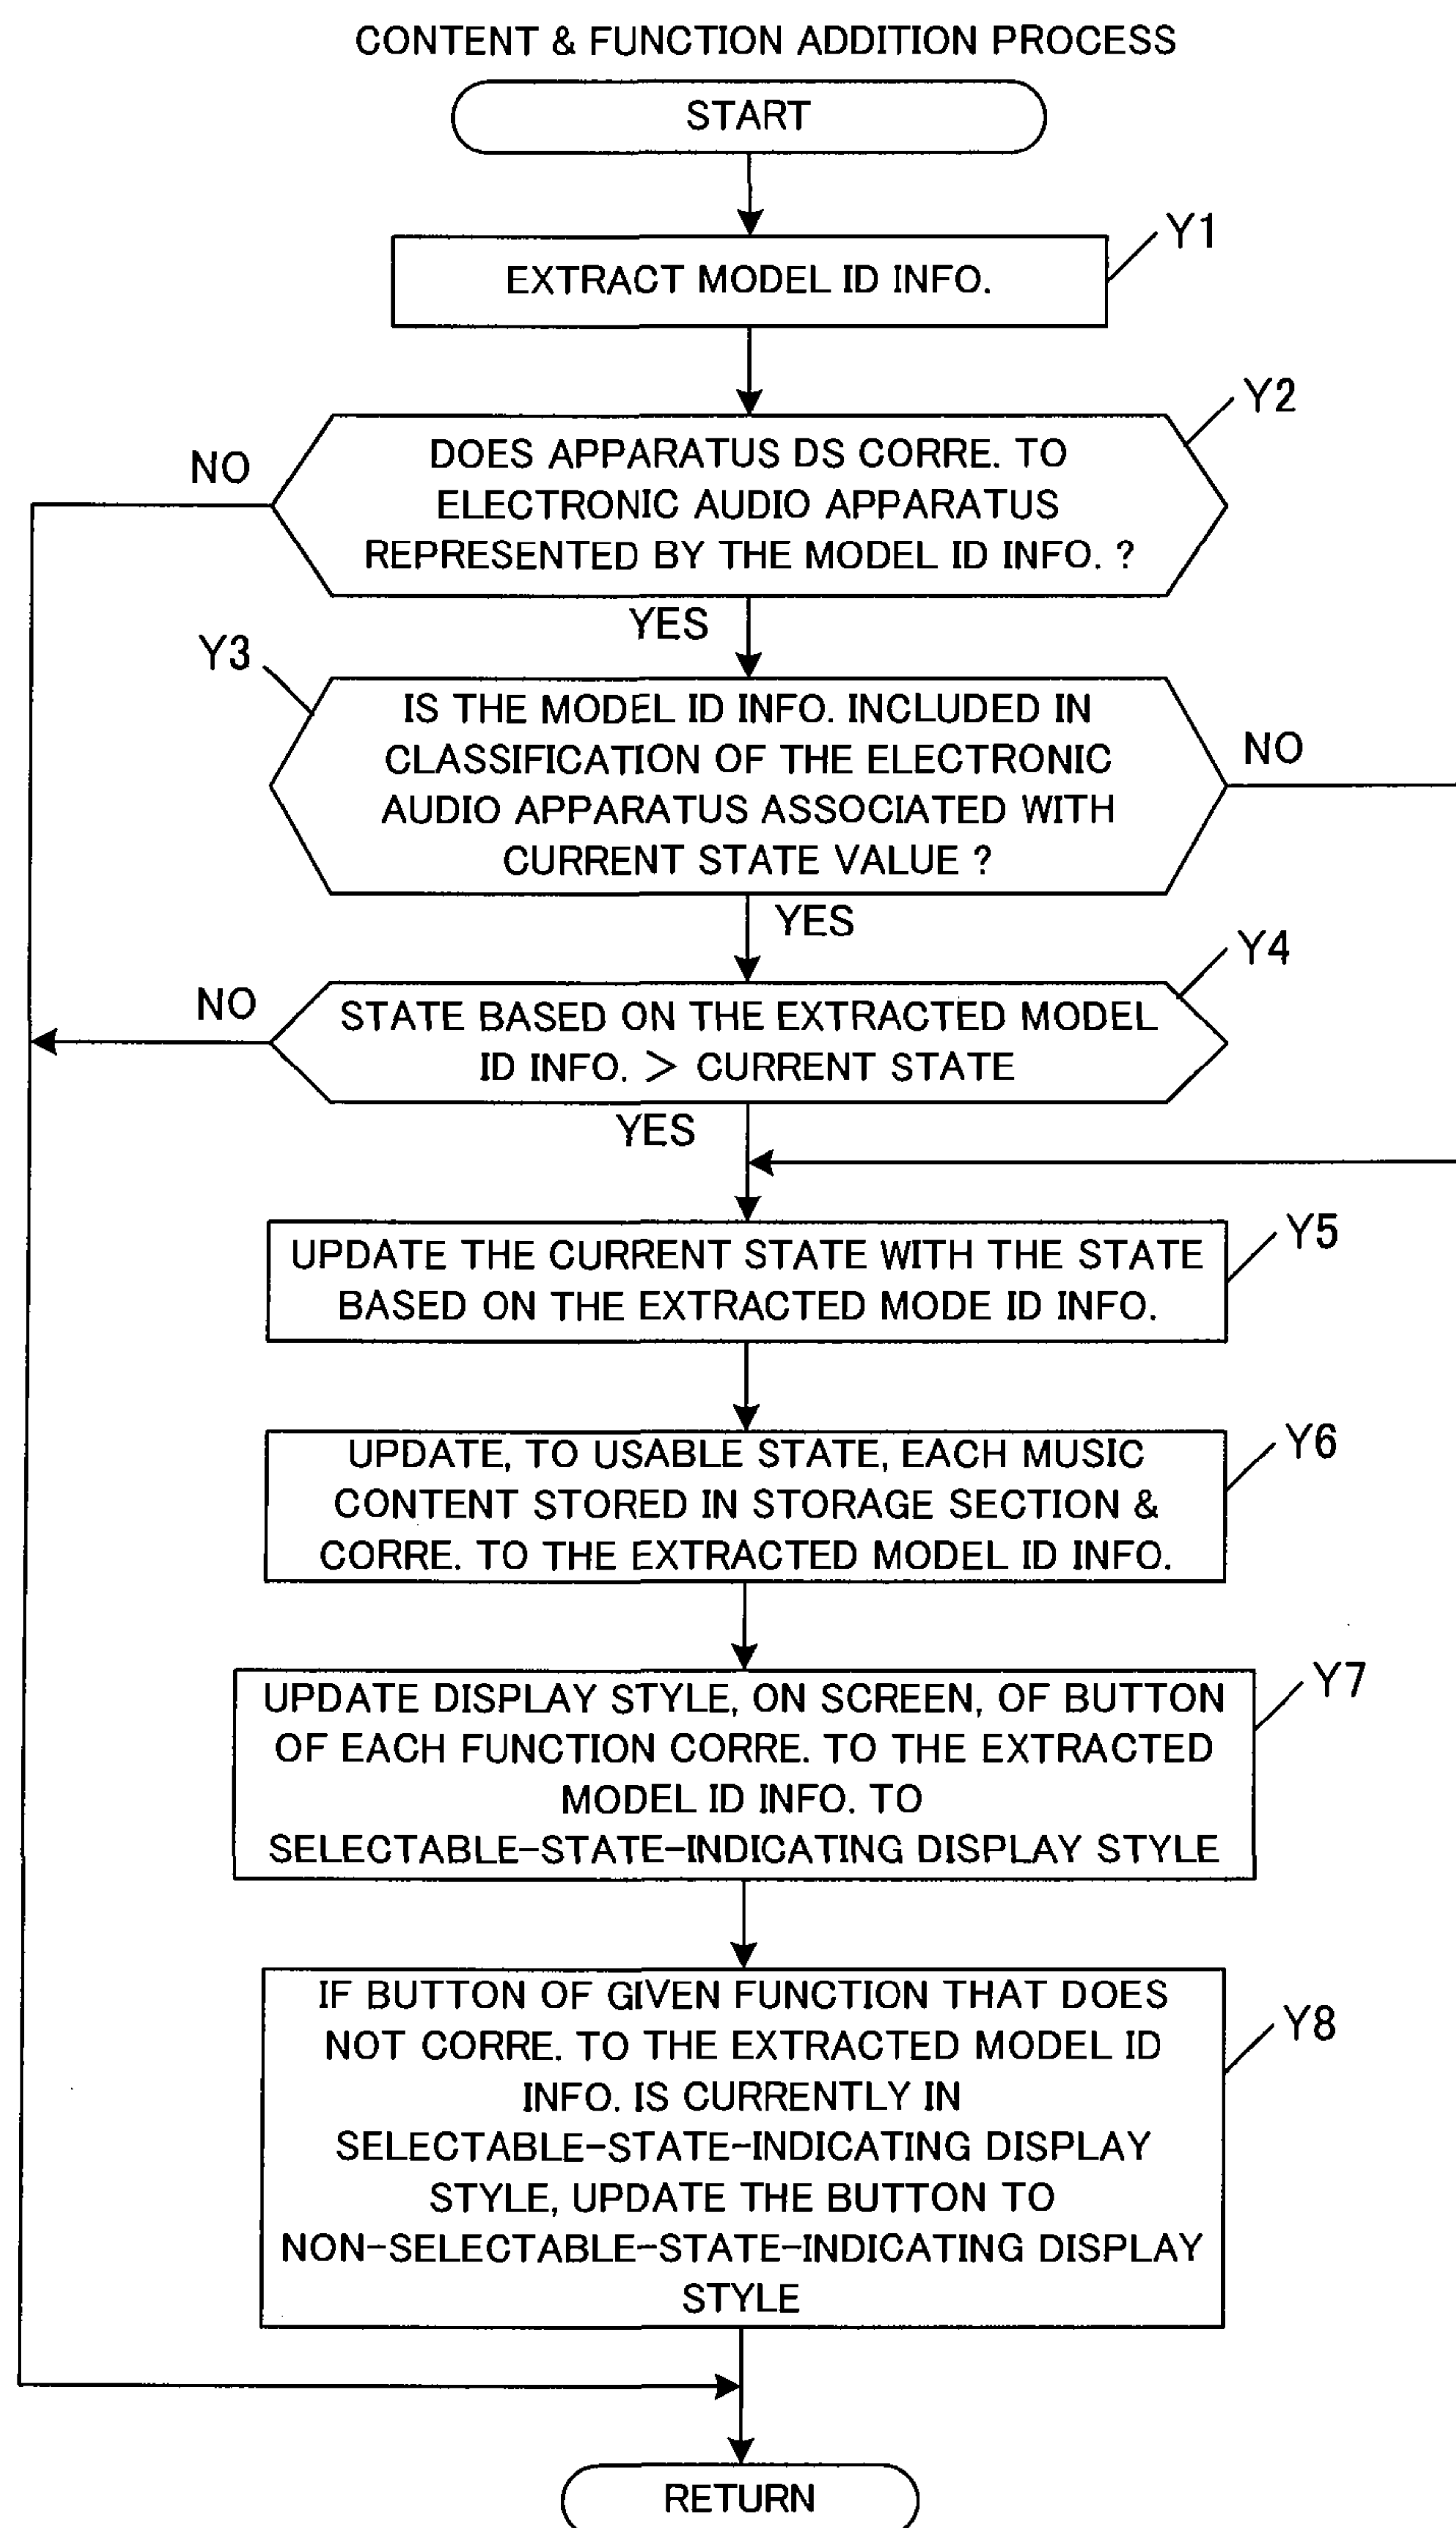 CONTENT & FUNCTION ADDITION PROCESS
START
Y1
EXTRACT MODEL ID INFO.
Y2
NO
DOES APPARATUS DS CORRE. TO
ELECTRONIC AUDIO APPARATUS
REPRESENTED BY THE MODEL ID INFO. ?
YES
Y3
IS THE MODEL ID INFO. INCLUDED IN
CLASSIFICATION OF THE ELECTRONIC
AUDIO APPARATUS ASSOCIATED WITH
CURRENT STATE VALUE ?
NO
YES
Y4
NO
STATE BASED ON THE EXTRACTED MODEL
ID INFO. > CURRENT STATE
YES
Y5
UPDATE THE CURRENT STATE WITH THE STATE
BASED ON THE EXTRACTED MODE ID INFO.
Y6
UPDATE, TO USABLE STATE, EACH MUSIC
CONTENT STORED IN STORAGE SECTION &
CORRE. TO THE EXTRACTED MODEL ID INFO.
Y7
UPDATE DISPLAY STYLE, ON SCREEN, OF BUTTON
OF EACH FUNCTION CORRE. TO THE EXTRACTED
MODEL ID INFO. TO
SELECTABLE-STATE-INDICATING DISPLAY STYLE
Y8
IF BUTTON OF GIVEN FUNCTION THAT DOES
NOT CORRE. TO THE EXTRACTED MODEL ID
INFO. IS CURRENTLY IN
SELECTABLE-STATE-INDICATING DISPLAY
STYLE, UPDATE THE BUTTON TO
NON-SELECTABLE-STATE-INDICATING DISPLAY
STYLE
RETURN